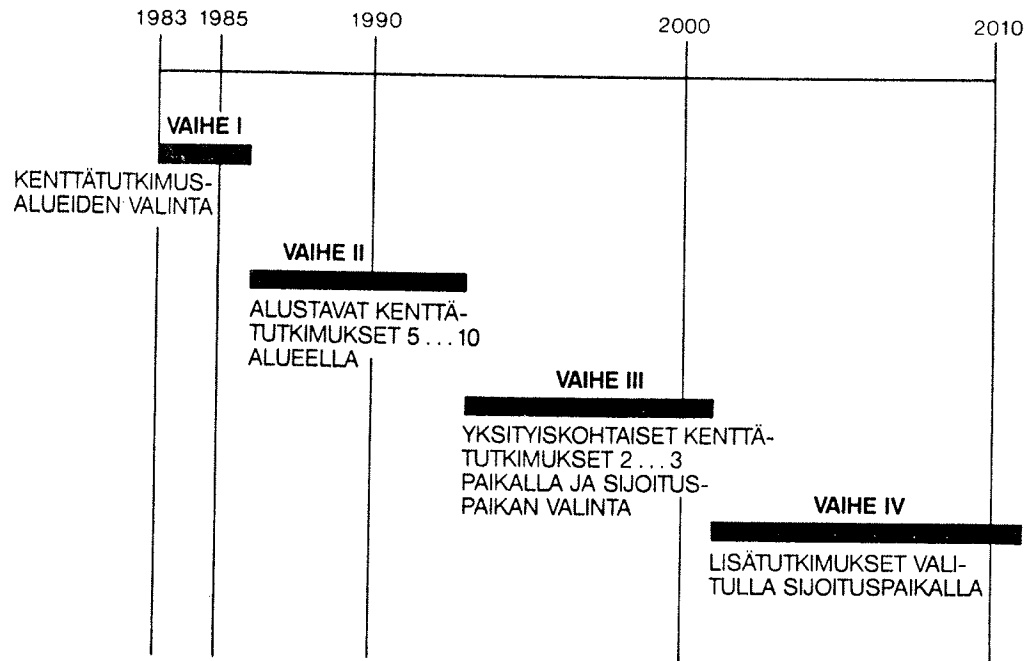 1983 1985 1990 2000 2010
VAIHE I
KENTTÄTUTKIMUS-
ALUEIDEN VALINTA
VAIHE II
ALUSTAVAT KENTTÄ-
TUTKIMUKSET 5 . . . 10
ALUEELLA
VAIHE III
YKSITYISKOHTAISET KENTTÄ-
TUTKIMUKSET 2 . . . 3
PAIKALLA JA SIJOITUS-
PAIKAN VALINTA
VAIHE IV
LISÄTUTKIMUKSET VALI-
TULLA SIJOITUSPAIKALLA